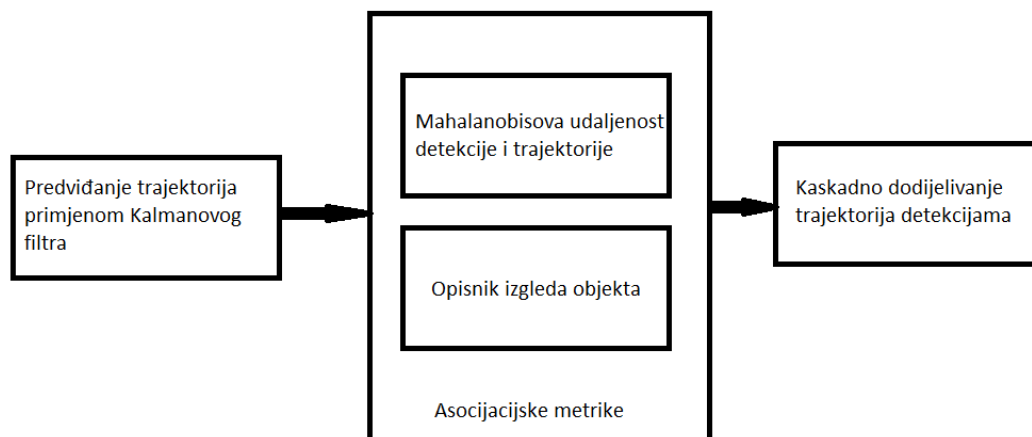 Predviđanje trajektorija
primjenom Kalmanovog
filtra
Mahalanobisova udaljenost
detekcije i trajektorije
Opisnik izgleda objekta
Asocijacijske metrike
Kaskadno dodijelivanje
trajektorija detekcijama